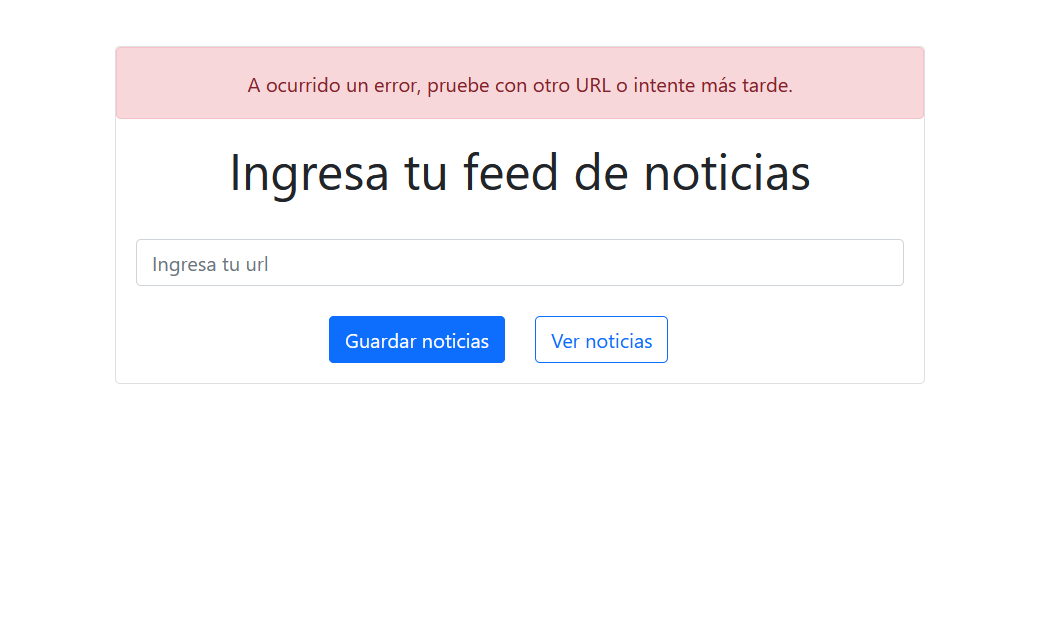 A ocurrido un error, pruebe con otro URL o intente más tarde.
Ingresa tu feed de noticias
Ingresa tu url
Guardar noticias
Ver noticias